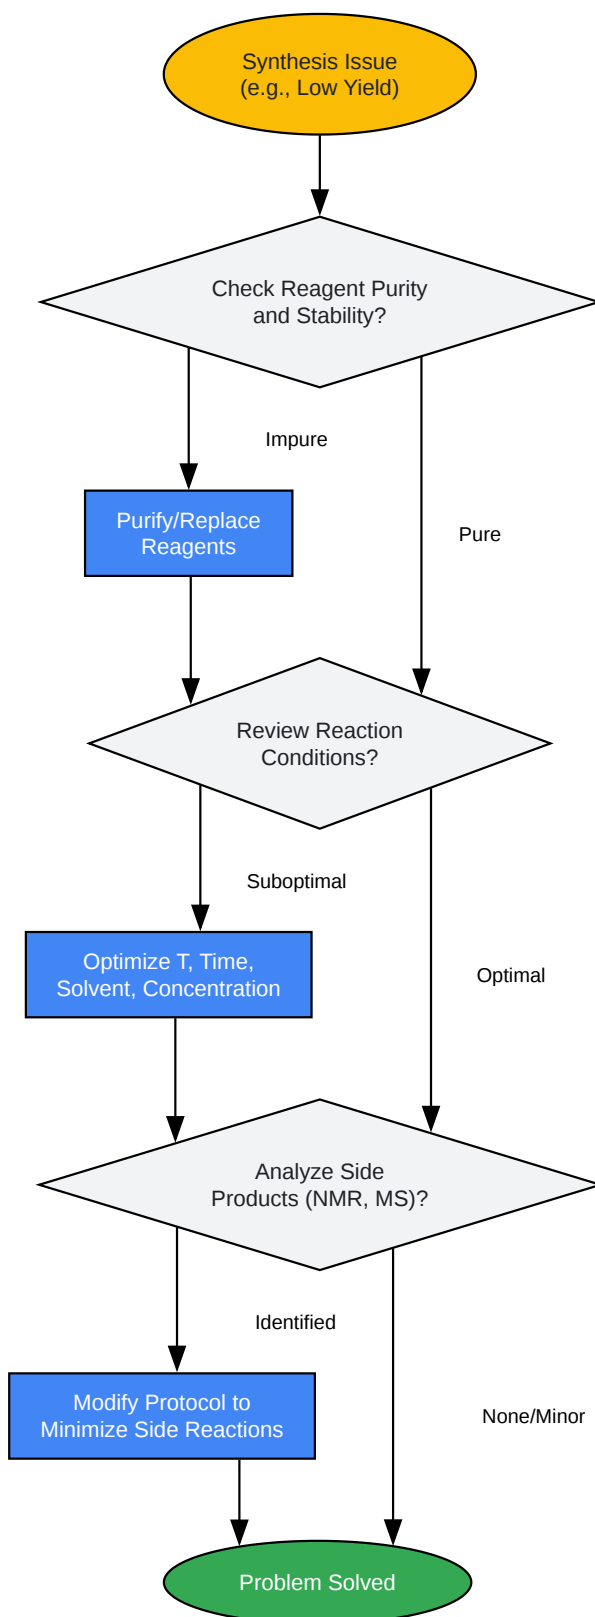 Synthesis Issue
(e.g., Low Yield)
Check Reagent Purity
and Stability?
Impure
Purify/Replace
Reagents
Pure
Review Reaction
Conditions?
Suboptimal
Optimize T, Time,
Solvent, Concentration
Optimal
Analyze Side
Products (NMR, MS)?
Identified
Modify Protocol to
Minimize Side Reactions
None/Minor
Problem Solved